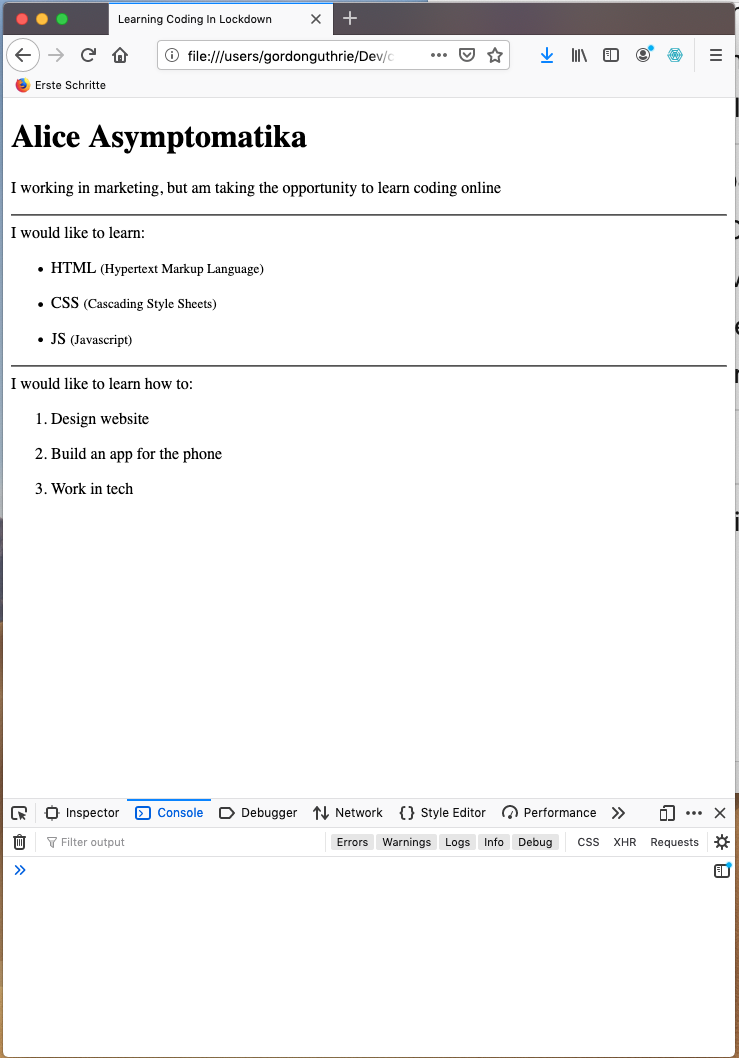 Learning Coding In Lockdown
file:///users/gordonguthrie/Dev/
Erste Schritte
Alice Asymptomatika
I working in marketing, but am taking the opportunity to learn coding online
I would like to learn:
• HTML (Hypertext Markup Language)
• CSS (Cascading Style Sheets)
• JS (Javascript)
I would like to learn how to:
1. Design website
2. Build an app for the phone
3. Work in tech
Inspector Console Debugger Network {} Style Editor Performance
Filter output Errors Warnings Logs Info Debug CSS XHR Requests